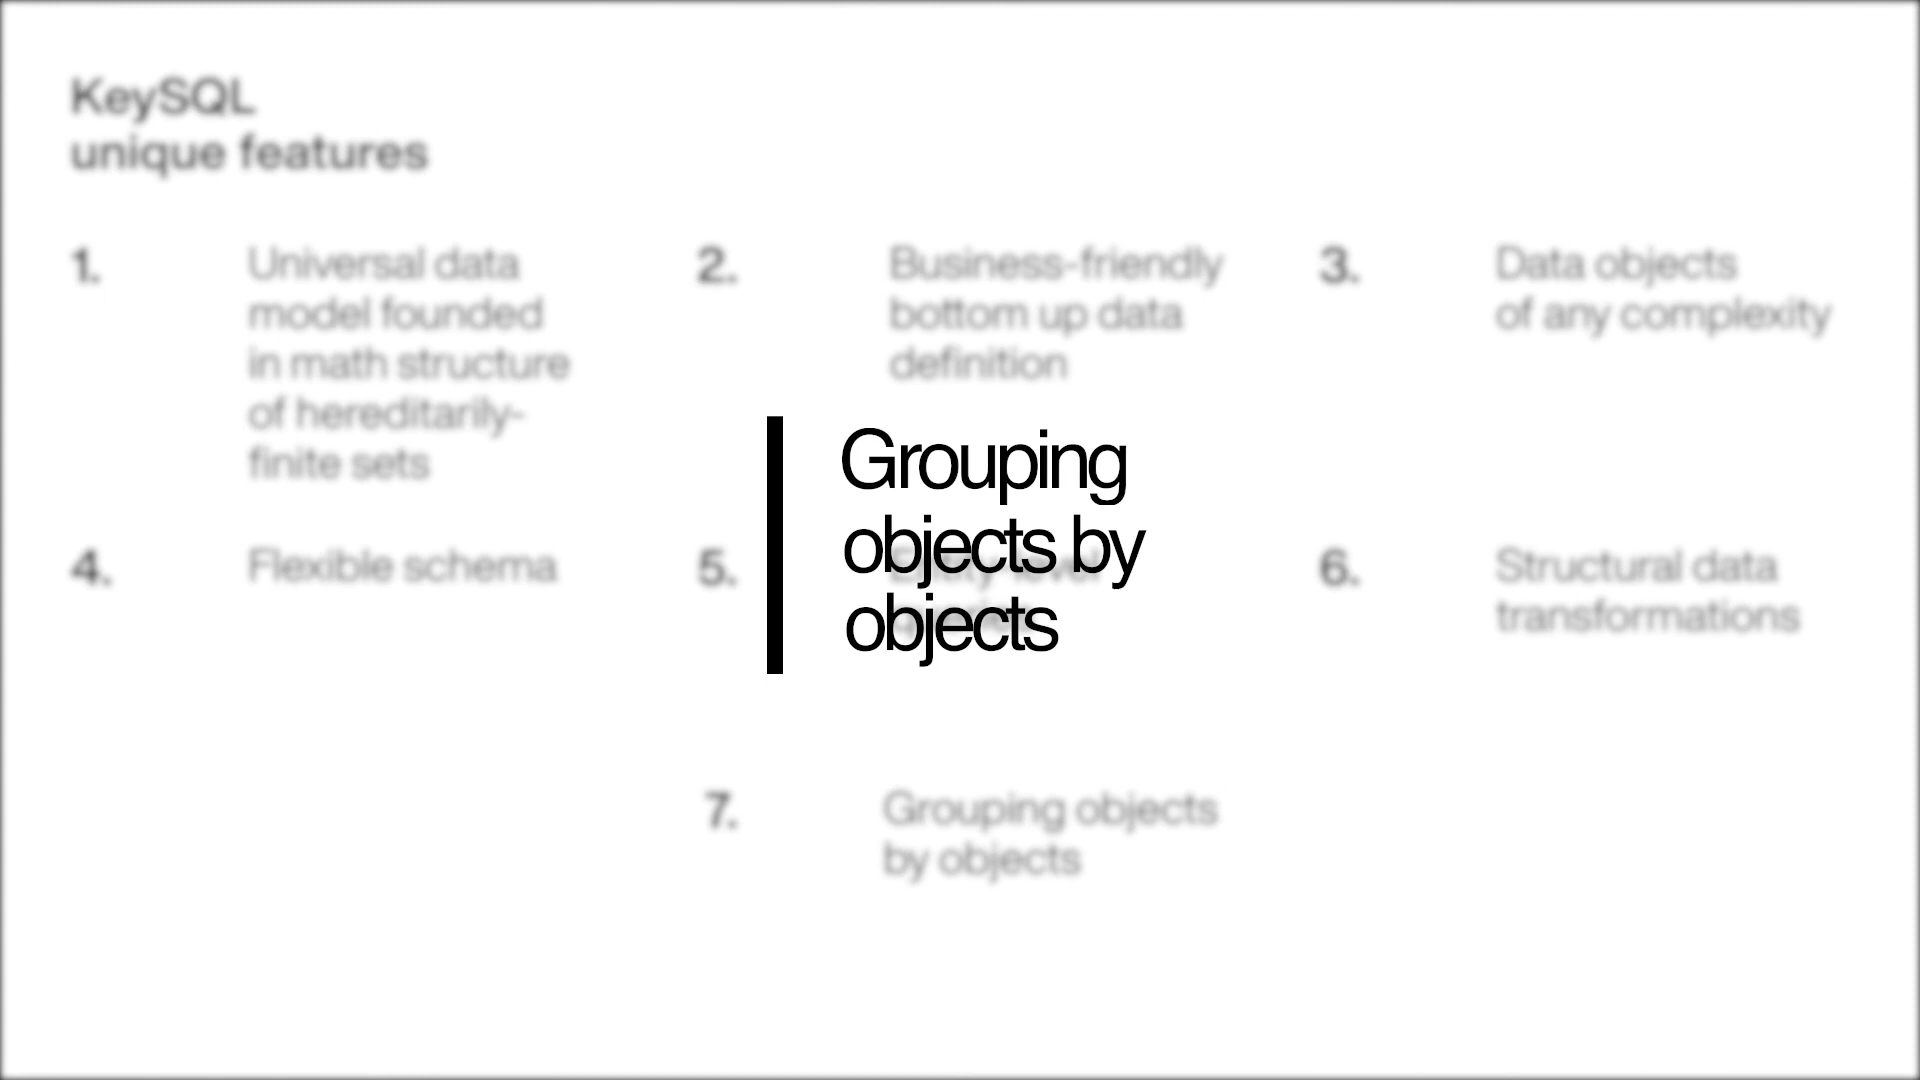 KeySQL
unique features
1.
Universal data
model founded
in math structure
of hereditarily-
finite sets
2.
Business-friendly
bottom up data
definition
3.
Data objects
of any complexity
4.
Flexible schema
5.
Entity level
6.
Structural data
transformations
7.
Grouping objects
by objects
Grouping
objects by
objects